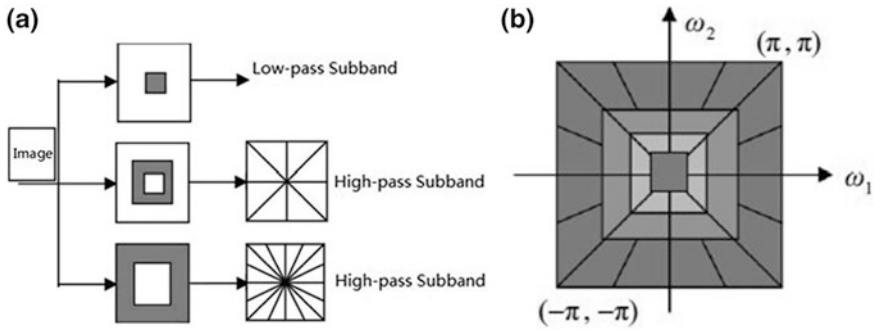 (a)
Low-pass Subband
Image
High-pass Subband
High-pass Subband
(b)
ω₂
(π, π)
ω₁
(−π, −π)